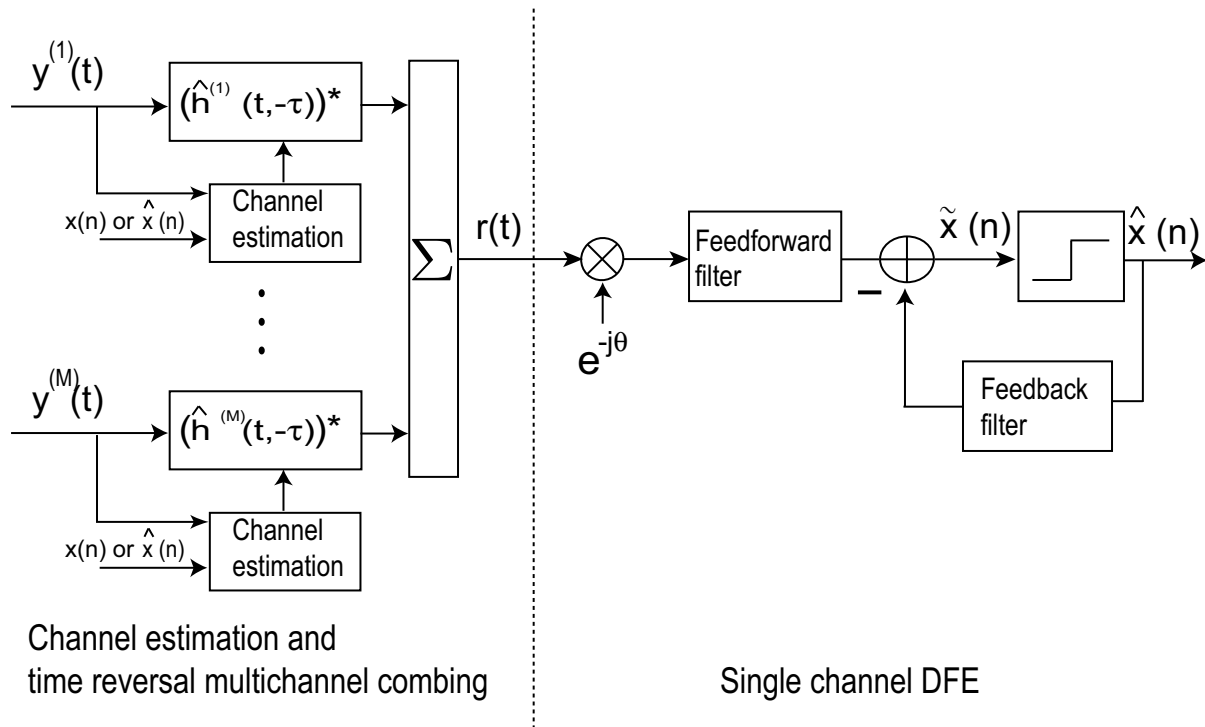 y^(1)(t)
(ĥ^(1) (t,-τ))*
x(n) or x̂(n)
Channel
estimation
Σ
r(t)
e^-jθ
Feedforward
filter
−
x̃ (n)
x̂ (n)
Feedback
filter
y^(M)(t)
(ĥ^(M)(t,-τ))*
x(n) or x̂(n)
Channel
estimation
Channel estimation and
time reversal multichannel combing
Single channel DFE